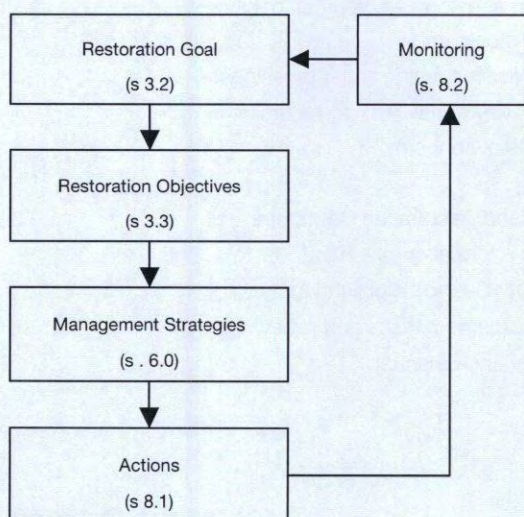 Restoration Goal
(s 3.2)
Monitoring
(s. 8.2)
Restoration Objectives
(s 3.3)
Management Strategies
(s . 6.0)
Actions
(s 8.1)